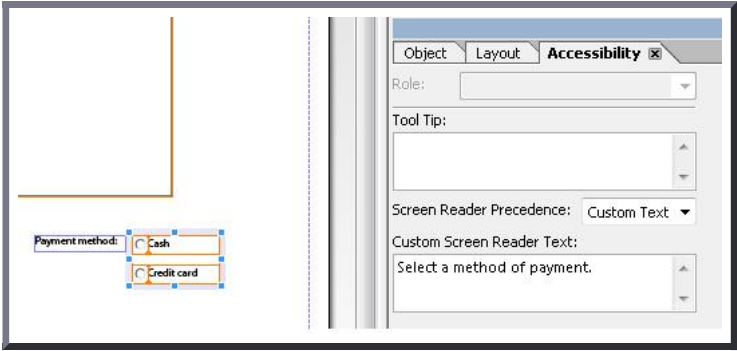 Object Layout Accessibility
Role:
Tool Tip:
Screen Reader Precedence: Custom Text
Custom Screen Reader Text:
Select a method of payment.
Payment method: Cash
Credit card